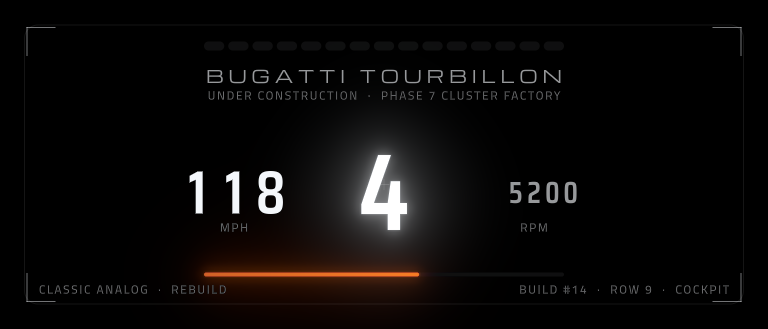 BUGATTI TOURBILLON
UNDER CONSTRUCTION · PHASE 7 CLUSTER FACTORY
118
MPH
4
5200
RPM
CLASSIC ANALOG · REBUILD
BUILD #14 · ROW 9 · COCKPIT